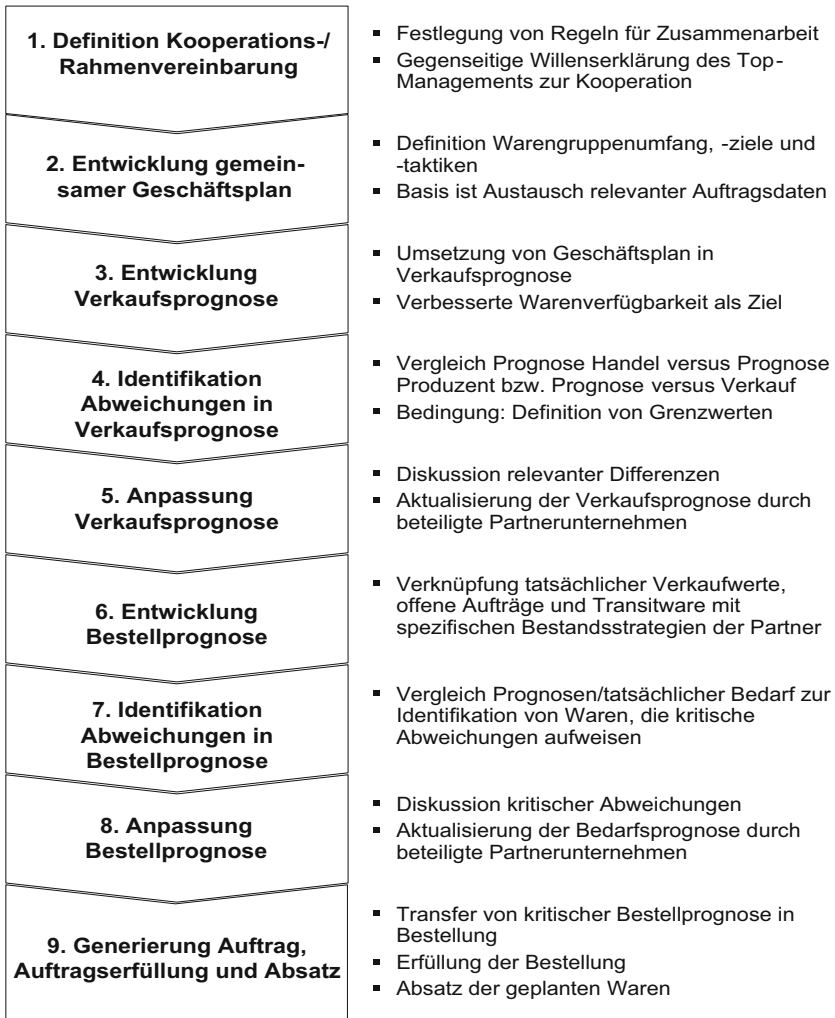 1. Definition Kooperations-/
Rahmenvereinbarung
▪ Festlegung von Regeln für Zusammenarbeit
▪ Gegenseitige Willenserklärung des Top-
Managements zur Kooperation
2. Entwicklung gemein-
samer Geschäftsplan
▪ Definition Warengruppenumfang, -ziele und
-taktiken
▪ Basis ist Austausch relevanter Auftragsdaten
3. Entwicklung
Verkaufsprognose
▪ Umsetzung von Geschäftsplan in
Verkaufsprognose
▪ Verbesserte Warenverfügbarkeit als Ziel
4. Identifikation
Abweichungen in
Verkaufsprognose
▪ Vergleich Prognose Handel versus Prognose
Produzent bzw. Prognose versus Verkauf
▪ Bedingung: Definition von Grenzwerten
5. Anpassung
Verkaufsprognose
▪ Diskussion relevanter Differenzen
▪ Aktualisierung der Verkaufsprognose durch
beteiligte Partnerunternehmen
6. Entwicklung
Bestellprognose
▪ Verknüpfung tatsächlicher Verkaufwerte,
offene Aufträge und Transitware mit
spezifischen Bestandsstrategien der Partner
7. Identifikation
Abweichungen in
Bestellprognose
▪ Vergleich Prognosen/tatsächlicher Bedarf zur
Identifikation von Waren, die kritische
Abweichungen aufweisen
8. Anpassung
Bestellprognose
▪ Diskussion kritischer Abweichungen
▪ Aktualisierung der Bedarfsprognose durch
beteiligte Partnerunternehmen
9. Generierung Auftrag,
Auftragserfüllung und Absatz
▪ Transfer von kritischer Bestellprognose in
Bestellung
▪ Erfüllung der Bestellung
▪ Absatz der geplanten Waren